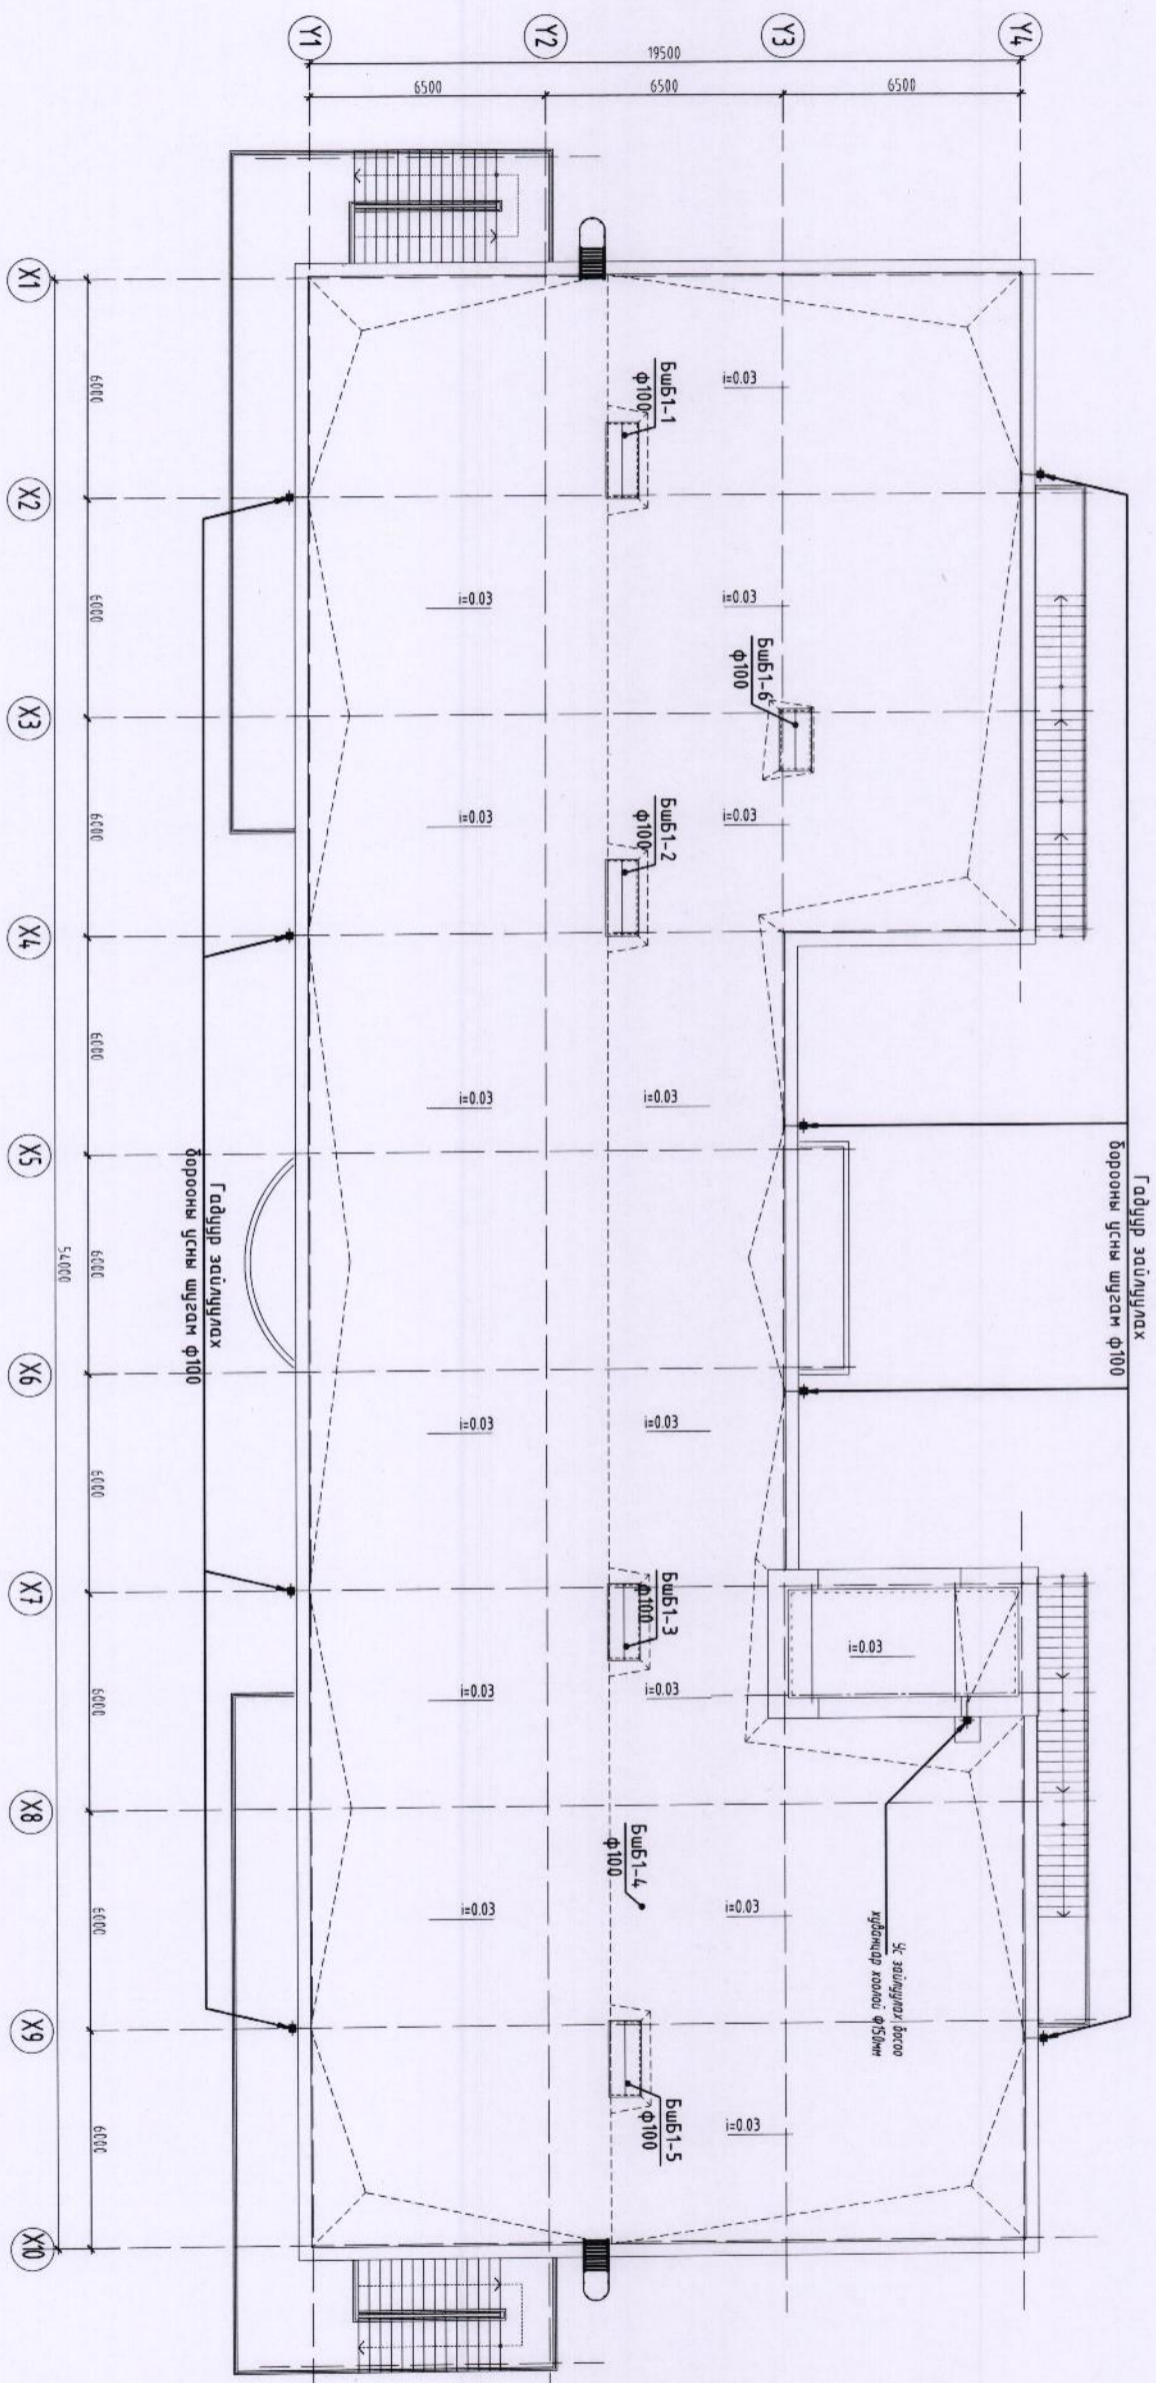 Y1
Y2
Y3
Y4
19500
6500
6500
6500
X1
X2
X3
X4
X5
X6
X7
X8
X9
X10
6000
6000
6000
6000
6000
6000
6000
6000
6000
54000
БшБ1-1
ф100
i=0.03
i=0.03
i=0.03
БшБ1-6
ф100
БшБ1-2
ф100
i=0.03
i=0.03
i=0.03
i=0.03
Гадуур зайлуулах
борооны усны шугам ф100
Гадуур зайлуулах
борооны усны шугам ф100
i=0.03
i=0.03
БшБ1-3
ф100
i=0.03
i=0.03
i=0.03
БшБ1-4
ф100
i=0.03
i=0.03
Ус зайлуулах босоо
хуванцар хоолой ф150мм
БшБ1-5
ф100
i=0.03